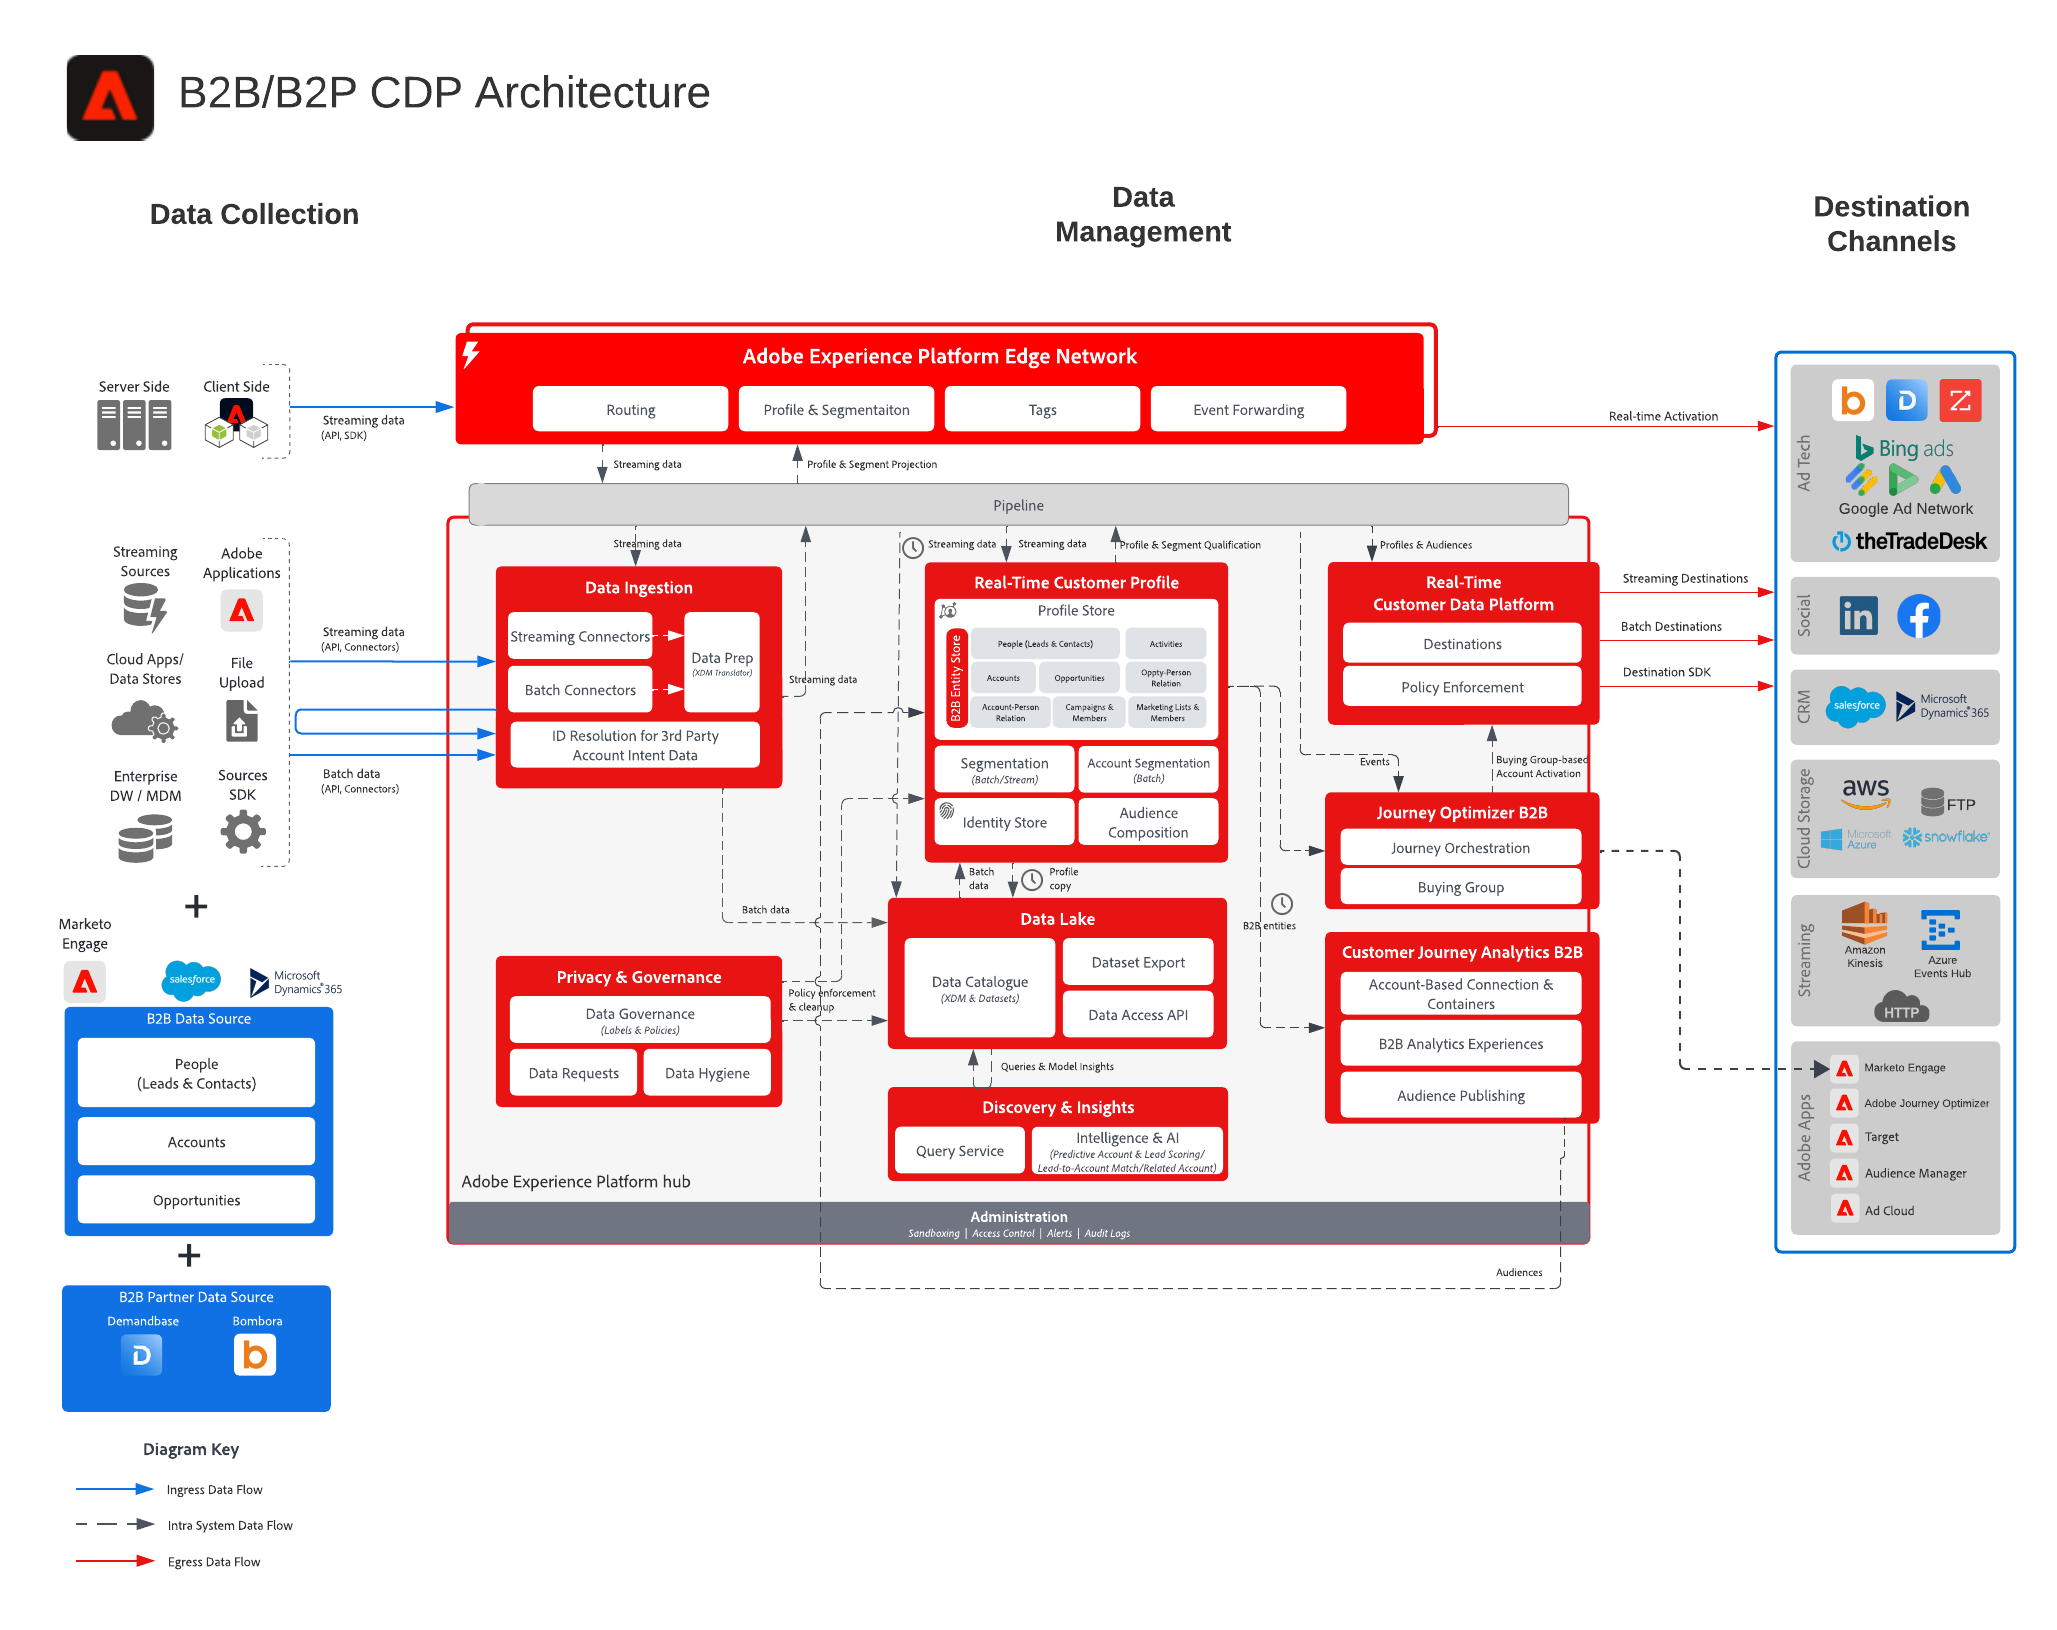 B2B/B2P CDP Architecture
Data Collection
Data
Management
Destination
Channels
Server Side
Client Side
Streaming data
(API, SDK)
Adobe Experience Platform Edge Network
Routing
Profile & Segmentaiton
Tags
Event Forwarding
Real-time Activation
Streaming data
Profile & Segment Projection
Pipeline
Streaming
Sources
Adobe
Applications
Cloud Apps/
Data Stores
File
Upload
Enterprise
DW / MDM
Sources
SDK
Streaming data
(API, Connectors)
Batch data
(API, Connectors)
Streaming data
Streaming data
Streaming data
Profile & Segment Qualification
Profiles & Audiences
Data Ingestion
Streaming Connectors
Batch Connectors
Data Prep
(XDM Translator)
ID Resolution for 3rd Party
Account Intent Data
Streaming data
Real-Time Customer Profile
Profile Store
B2B Entity Store
People (Leads & Contacts)
Activities
Accounts
Opportunities
Oppty-Person
Relation
Account-Person
Relation
Campaigns &
Members
Marketing Lists &
Members
Segmentation
(Batch/Stream)
Account Segmentation
(Batch)
Identity Store
Audience
Composition
Real-Time
Customer Data Platform
Destinations
Policy Enforcement
Streaming Destinations
Batch Destinations
Destination SDK
Events
Buying Group-based
Account Activation
Journey Optimizer B2B
Journey Orchestration
Buying Group
Batch
data
Profile
copy
Batch data
B2B entities
Data Lake
Data Catalogue
(XDM & Datasets)
Dataset Export
Data Access API
Customer Journey Analytics B2B
Account-Based Connection &
Containers
B2B Analytics Experiences
Audience Publishing
Privacy & Governance
Data Governance
(Labels & Policies)
Data Requests
Data Hygiene
Policy enforcement
& cleanup
Queries & Model Insights
Discovery & Insights
Query Service
Intelligence & AI
(Predictive Account & Lead Scoring/
Lead-to-Account Match/Related Account)
Adobe Experience Platform hub
Administration
Sandboxing | Access Control | Alerts | Audit Logs
Audiences
Marketo
Engage
salesforce
Microsoft
Dynamics 365
B2B Data Source
People
(Leads & Contacts)
Accounts
Opportunities
B2B Partner Data Source
Demandbase
Bombora
Diagram Key
Ingress Data Flow
Intra System Data Flow
Egress Data Flow
Ad Tech
Bing ads
Google Ad Network
theTradeDesk
Social
in
CRM
salesforce
Microsoft
Dynamics 365
Cloud Storage
aws
FTP
Microsoft
Azure
snowflake
Streaming
Amazon
Kinesis
Azure
Events Hub
HTTP
Adobe Apps
Marketo Engage
Adobe Journey Optimizer
Target
Audience Manager
Ad Cloud